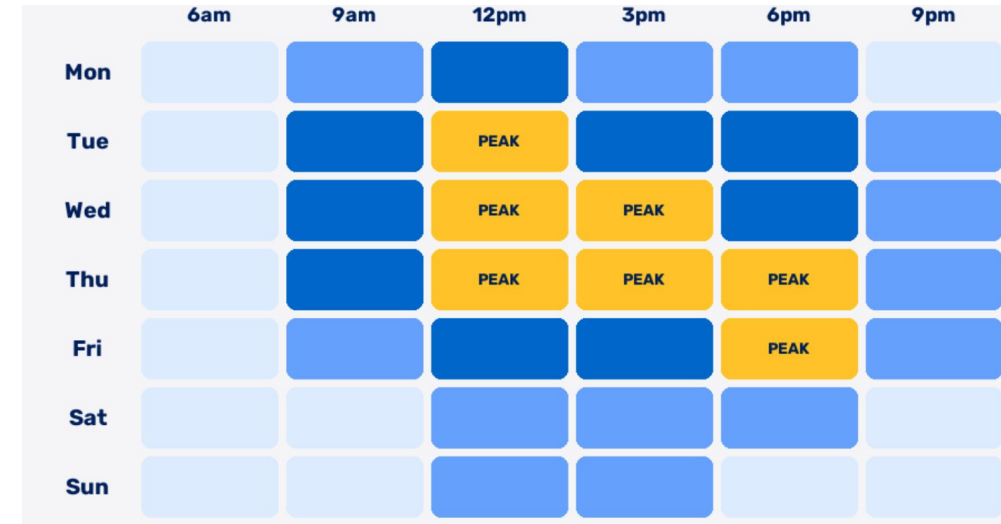 6am 9am 12pm 3pm 6pm 9pm
Mon
Tue PEAK
Wed PEAK PEAK
Thu PEAK PEAK PEAK
Fri PEAK
Sat
Sun